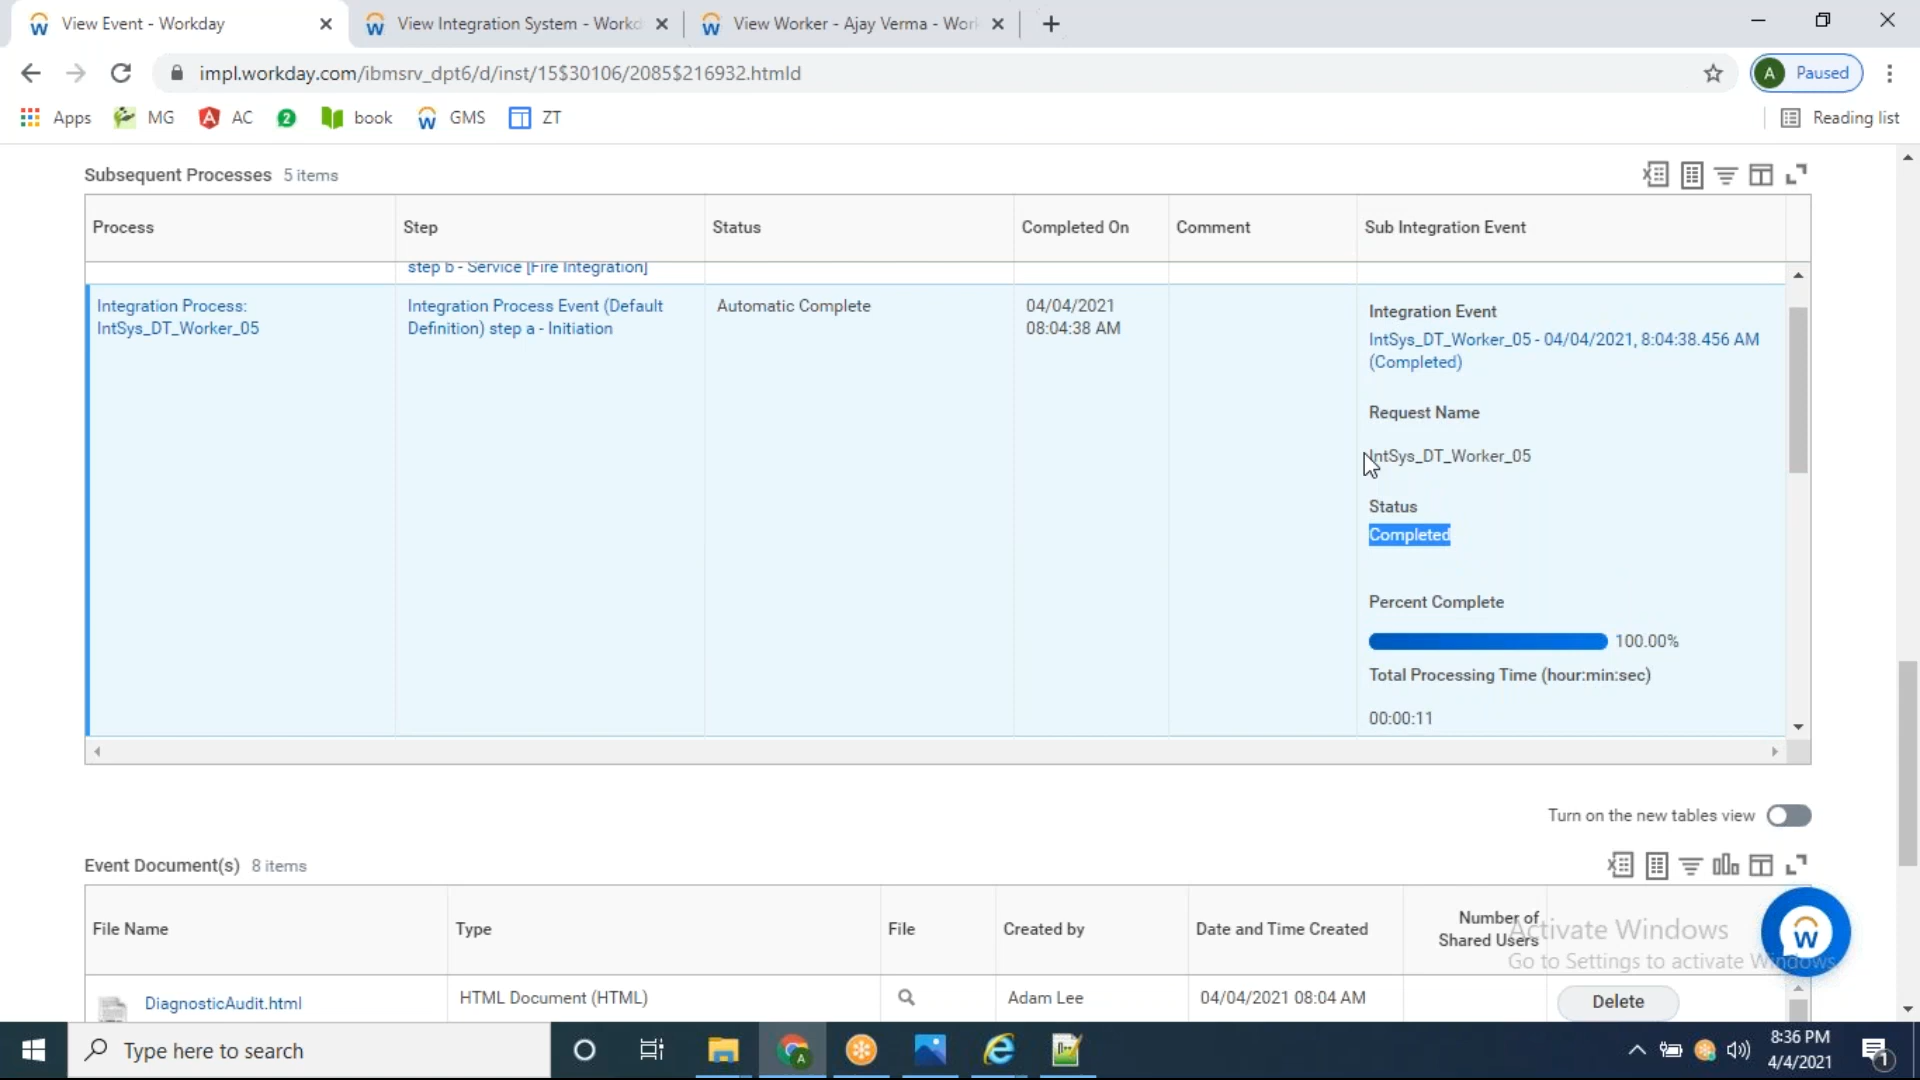 View Event - Workday
View Integration System - Workd
View Worker - Ajay Verma - Work
impl.workday.com/ibmsrv_dpt6/d/inst/15$30106/2085$216932.htmld
A Paused
Apps
MG
AC
2
book
GMS
ZT
Reading list
Subsequent Processes 5 items
Process
Step
Status
Completed On
Comment
Sub Integration Event
step b - Service [Fire Integration]
Integration Process:
IntSys_DT_Worker_05
Integration Process Event (Default
Definition) step a - Initiation
Automatic Complete
04/04/2021
08:04:38 AM
Integration Event
IntSys_DT_Worker_05 - 04/04/2021, 8:04:38.456 AM
(Completed)
Request Name
IntSys_DT_Worker_05
Status
Completed
Percent Complete
100.00%
Total Processing Time (hour:min:sec)
00:00:11
Turn on the new tables view
Event Document(s) 8 items
File Name
Type
File
Created by
Date and Time Created
Number of
Shared Users
DiagnosticAudit.html
HTML Document (HTML)
Adam Lee
04/04/2021 08:04 AM
Delete
Activate Windows
Go to Settings to activate Windows.
Type here to search
8:36 PM
4/4/2021
1